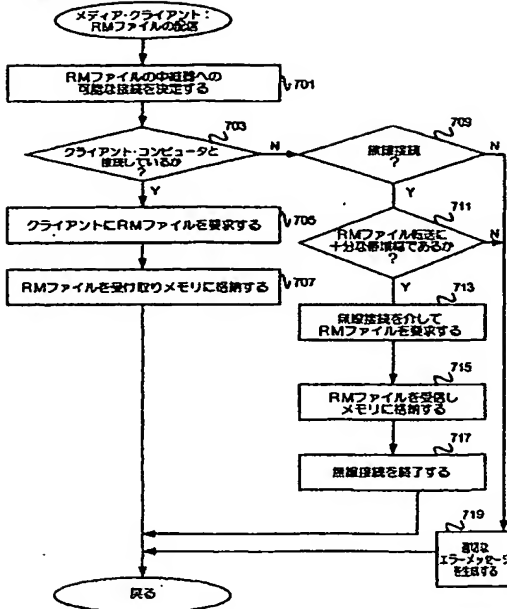 メディア・クライアント：
RMファイルの配信
RMファイルの中継器への
可能な接続を決定する
701
703
クライアント・コンピュータと
接続しているか
?
N
Y
709
無線接続
?
N
Y
クライアントにRMファイルを要求する
705
711
RMファイル転送に
十分な帯域幅であるか
?
N
Y
RMファイルを受け取りメモリに格納する
707
713
無線接続を介して
RMファイルを要求する
715
RMファイルを受信し
メモリに格納する
717
無線接続を終了する
719
適切な
エラーメッセージ
を生成する
戻る